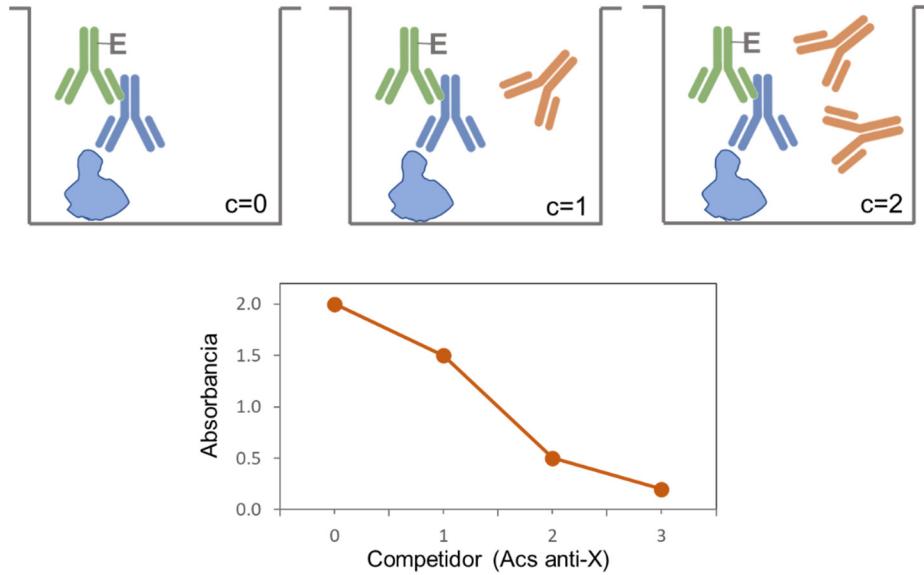 E
E
E
c=0
c=1
c=2
2.0
1.5
1.0
0.5
0.0
Absorbancia
0 1 2 3
Competidor (Acs anti-X)